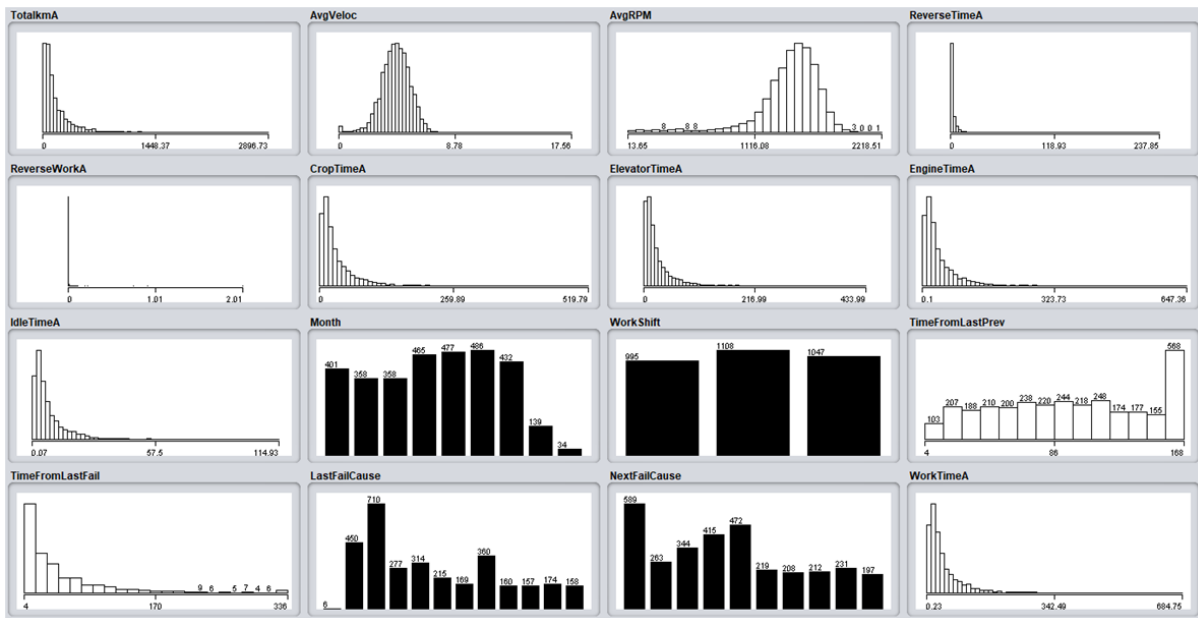 TotalkmA
0 1448.37 2896.73
AvgVeloc
0 8.78 17.56
AvgRPM
8 8 8 3 0 0 1
13.65 1116.08 2218.51
ReverseTimeA
0 118.93 237.85
ReverseWorkA
0 1.01 2.01
CropTimeA
0 259.89 519.79
ElevatorTimeA
0 216.99 433.99
EngineTimeA
0.1 323.73 647.36
IdleTimeA
0.07 57.5 114.93
Month
401 358 358 465 477 486 432 139 34
WorkShift
995 1108 1047
TimeFromLastPrev
103 207 188 210 200 238 220 244 218 248 174 177 155 568
4 86 168
TimeFromLastFail
9 6 5 7 4 6
4 170 336
LastFailCause
6 450 710 277 314 215 169 360 160 157 174 158
NextFailCause
589 263 344 415 472 219 208 212 231 197
WorkTimeA
0.23 342.49 684.75